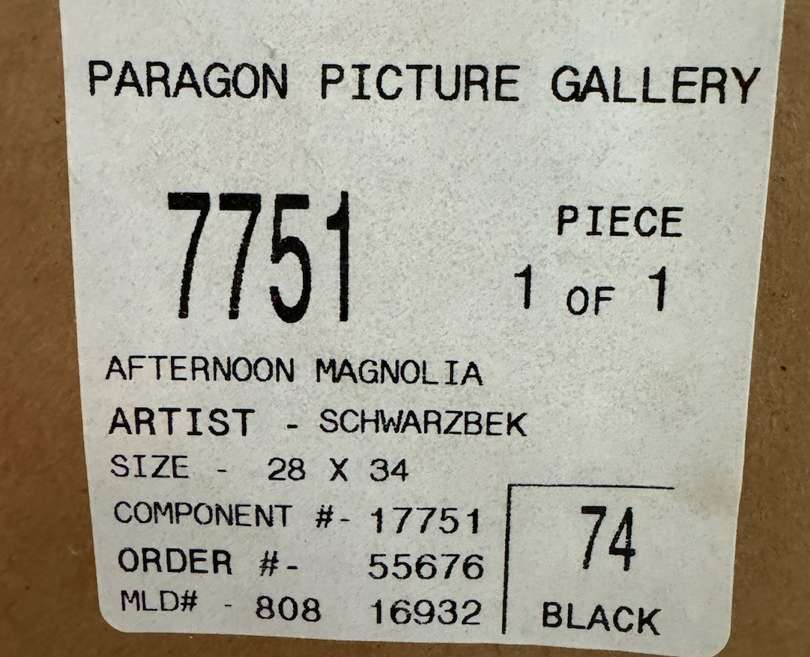 PARAGON PICTURE GALLERY
7751
PIECE
1 OF 1
AFTERNOON MAGNOLIA
ARTIST - SCHWARZBEK
SIZE - 28 X 34
COMPONENT #- 17751
ORDER #- 55676
MLD# - 808 16932
74
BLACK